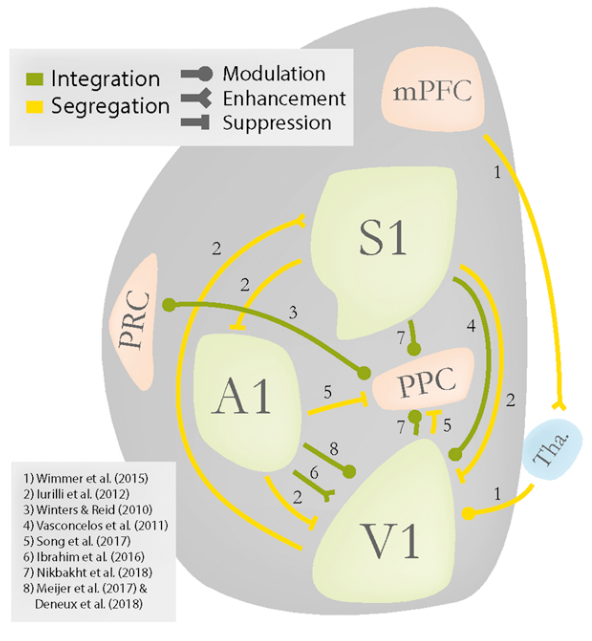 Integration
Segregation
Modulation
Enhancement
Suppression
mPFC
1
S1
2
2
3
PRC
7
4
PPC
A1
5
2
7
5
8
6
2
Tha.
1
V1
1) Wimmer et al. (2015)
2) Iurilli et al. (2012)
3) Winters & Reid (2010)
4) Vasconcelos et al. (2011)
5) Song et al. (2017)
6) Ibrahim et al. (2016)
7) Nikbakht et al. (2018)
8) Meijer et al. (2017) &
Deneux et al. (2018)